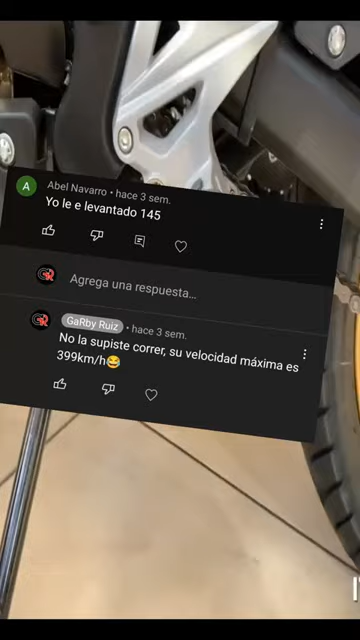 A
Abel Navarro • hace 3 sem.
Yo le e levantado 145
Agrega una respuesta...
GaRby Ruiz • hace 3 sem.
No la supiste correr, su velocidad máxima es
399km/h😂